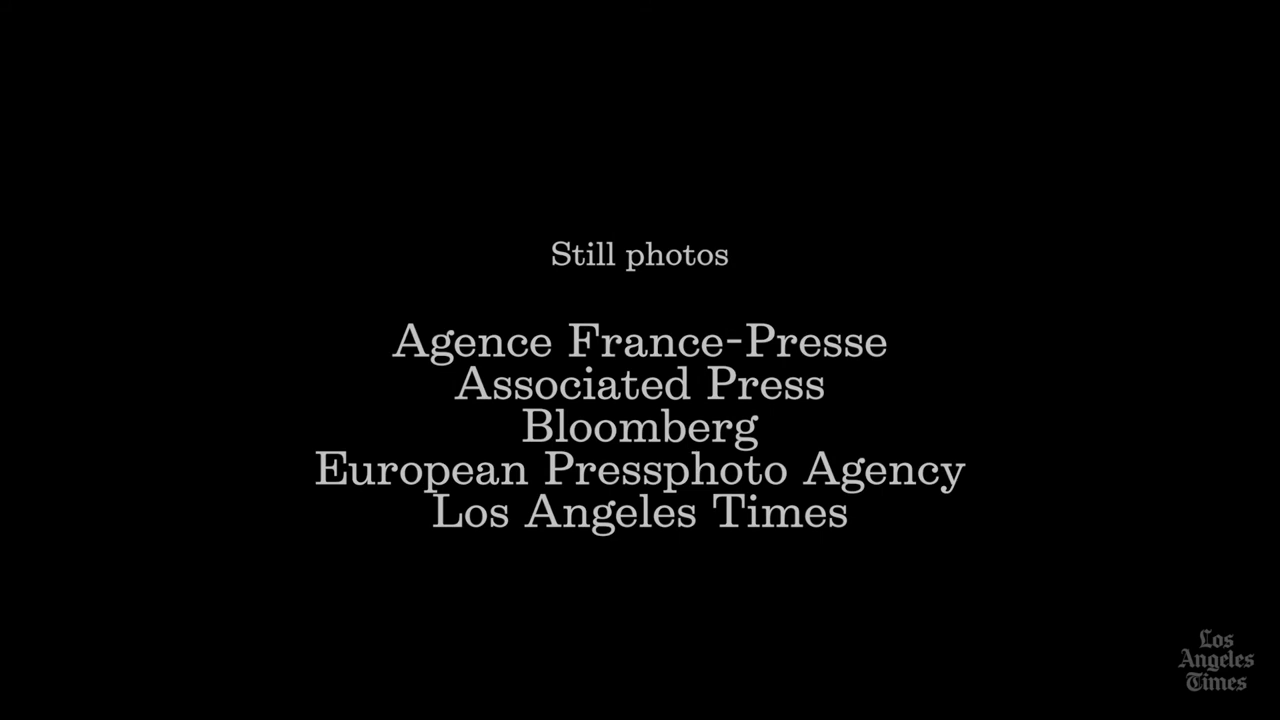 Still photos
Agence France-Presse
Associated Press
Bloomberg
European Pressphoto Agency
Los Angeles Times
Los
Angeles
Times